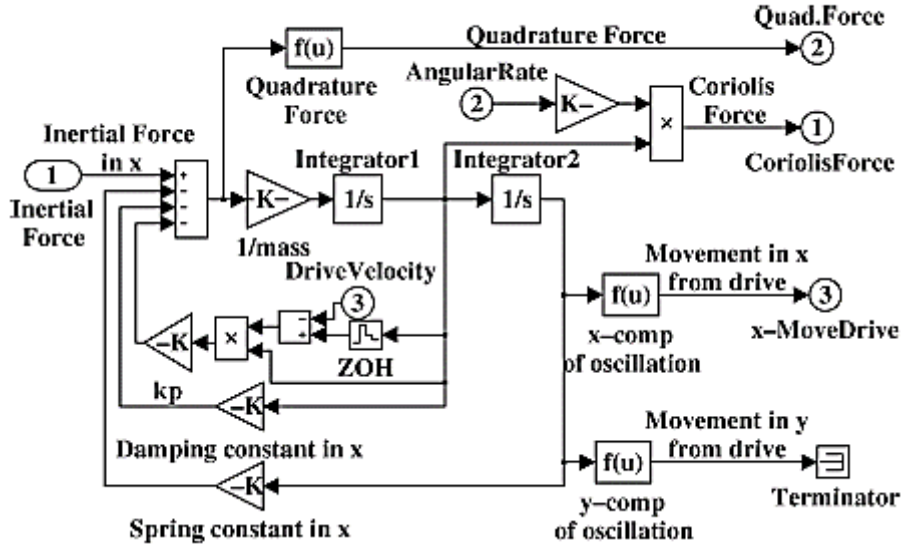 Quad.Force
f(u)
Quadrature Force
2
Quadrature
Force
AngularRate
2
K–
×
Coriolis
Force
1
CoriolisForce
Inertial Force
in x
1
Inertial
Force
+
–
–
–
K–
1/mass
Integrator1
1/s
Integrator2
1/s
DriveVelocity
3
–
+
ZOH
×
–K
kp
–K
Damping constant in x
–K
Spring constant in x
f(u)
x–comp
of oscillation
Movement in x
from drive
3
x–MoveDrive
f(u)
y–comp
of oscillation
Movement in y
from drive
Terminator